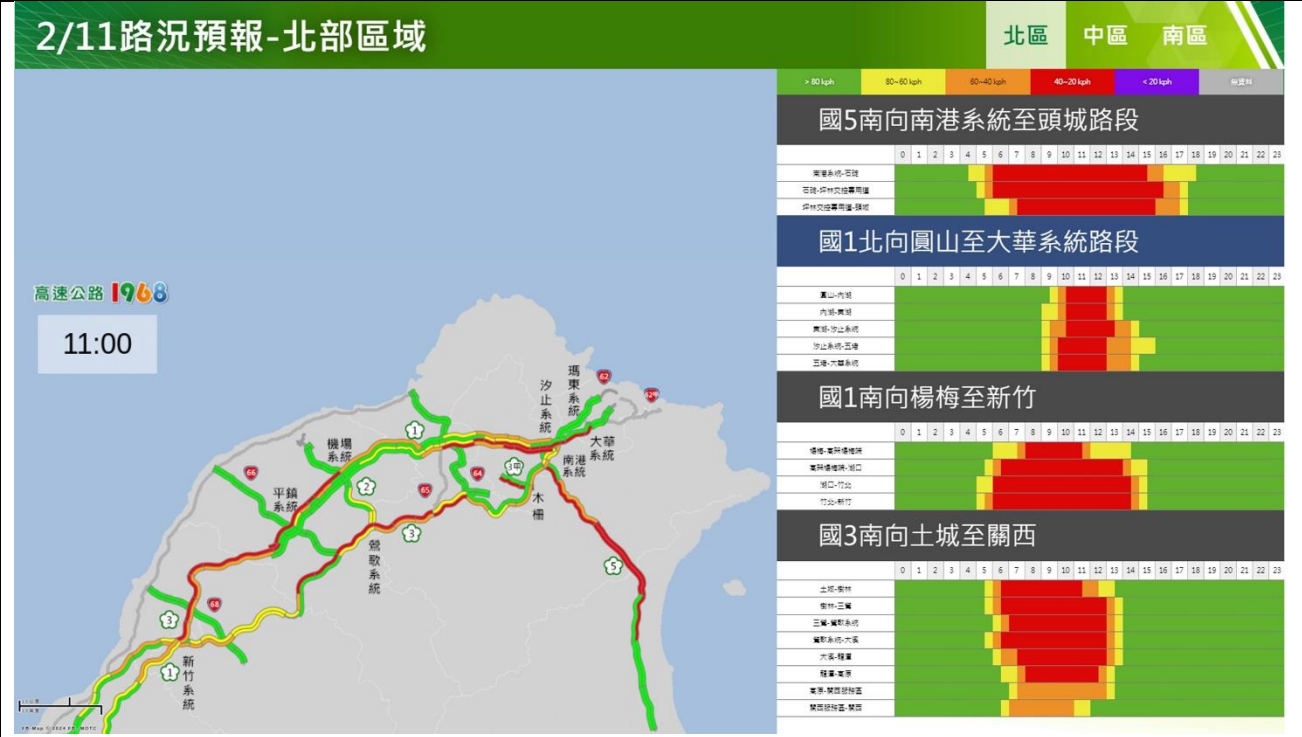 2/11路況預報-北部區域
北區 中區 南區
> 80 kph 80~60 kph 60~40 kph 40~20 kph < 20 kph 無資料
國5南向南港系統至頭城路段
0 1 2 3 4 5 6 7 8 9 10 11 12 13 14 15 16 17 18 19 20 21 22 23
南港系統-石碇
石碇-坪林交控專用道
坪林交控專用道-頭城
國1北向圓山至大華系統路段
0 1 2 3 4 5 6 7 8 9 10 11 12 13 14 15 16 17 18 19 20 21 22 23
圓山-內湖
內湖-東湖
東湖-汐止系統
汐止系統-五堵
五堵-大華系統
國1南向楊梅至新竹
0 1 2 3 4 5 6 7 8 9 10 11 12 13 14 15 16 17 18 19 20 21 22 23
楊梅-高架楊梅端
高架楊梅端-湖口
湖口-竹北
竹北-新竹
國3南向土城至關西
0 1 2 3 4 5 6 7 8 9 10 11 12 13 14 15 16 17 18 19 20 21 22 23
土城-樹林
樹林-三鶯
三鶯-鶯歌系統
鶯歌系統-大溪
大溪-龍潭
龍潭-高原
高原-關西服務區
關西服務區-關西
高速公路 1968
11:00
瑪東系統
汐止系統
62
62甲
大華系統
南港系統
1
機場系統
66
2
平鎮系統
65
64
3甲
木柵
3
鶯歌系統
5
68
3
1
新竹系統